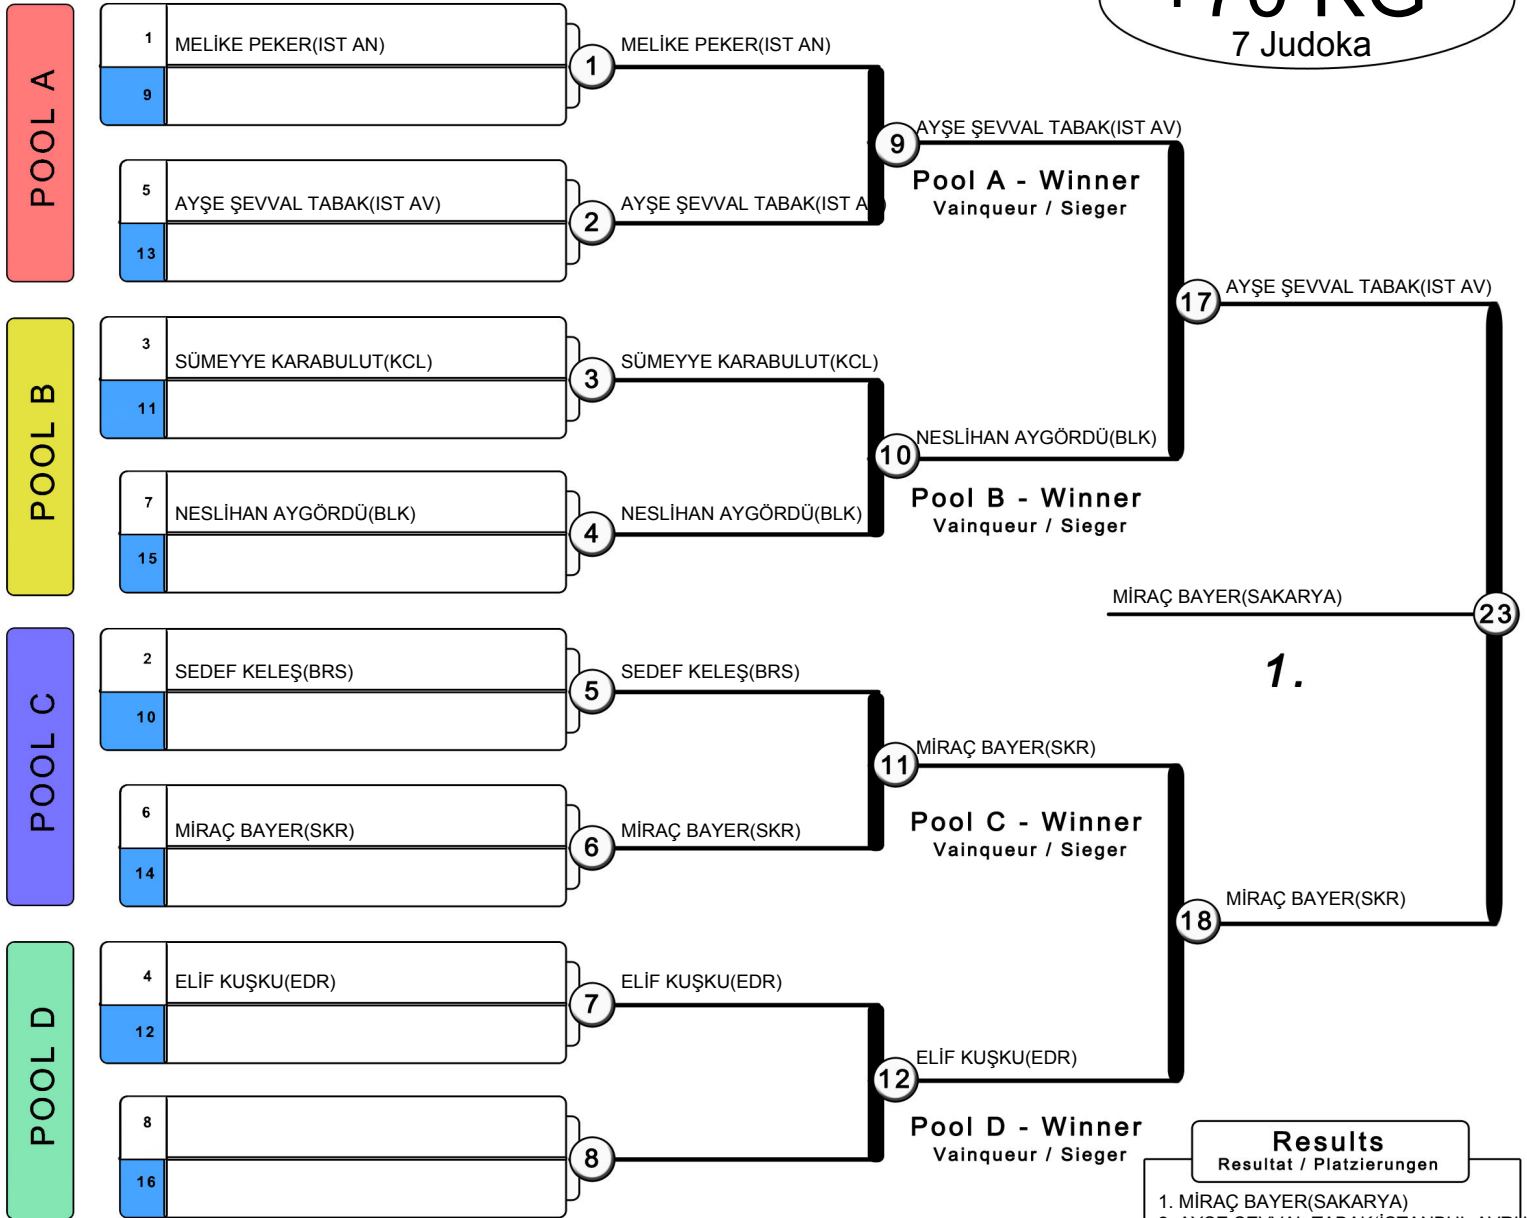 +70 KG
7 Judoka
POOL A
1
MELİKE PEKER(IST AN)
9
1
MELİKE PEKER(IST AN)
5
AYŞE ŞEVVAL TABAK(IST AV)
13
2
AYŞE ŞEVVAL TABAK(IST A
9
AYŞE ŞEVVAL TABAK(IST AV)
Pool A - Winner
Vainqueur / Sieger
17
AYŞE ŞEVVAL TABAK(IST AV)
POOL B
3
SÜMEYYE KARABULUT(KCL)
11
3
SÜMEYYE KARABULUT(KCL)
7
NESLİHAN AYGÖRDÜ(BLK)
15
4
NESLİHAN AYGÖRDÜ(BLK)
10
NESLİHAN AYGÖRDÜ(BLK)
Pool B - Winner
Vainqueur / Sieger
MİRAÇ BAYER(SAKARYA)
23
1.
POOL C
2
SEDEF KELEŞ(BRS)
10
5
SEDEF KELEŞ(BRS)
6
MİRAÇ BAYER(SKR)
14
6
MİRAÇ BAYER(SKR)
11
MİRAÇ BAYER(SKR)
Pool C - Winner
Vainqueur / Sieger
18
MİRAÇ BAYER(SKR)
POOL D
4
ELİF KUŞKU(EDR)
12
7
ELİF KUŞKU(EDR)
8
16
8
12
ELİF KUŞKU(EDR)
Pool D - Winner
Vainqueur / Sieger
Results
Resultat / Platzierungen
1. MİRAÇ BAYER(SAKARYA)